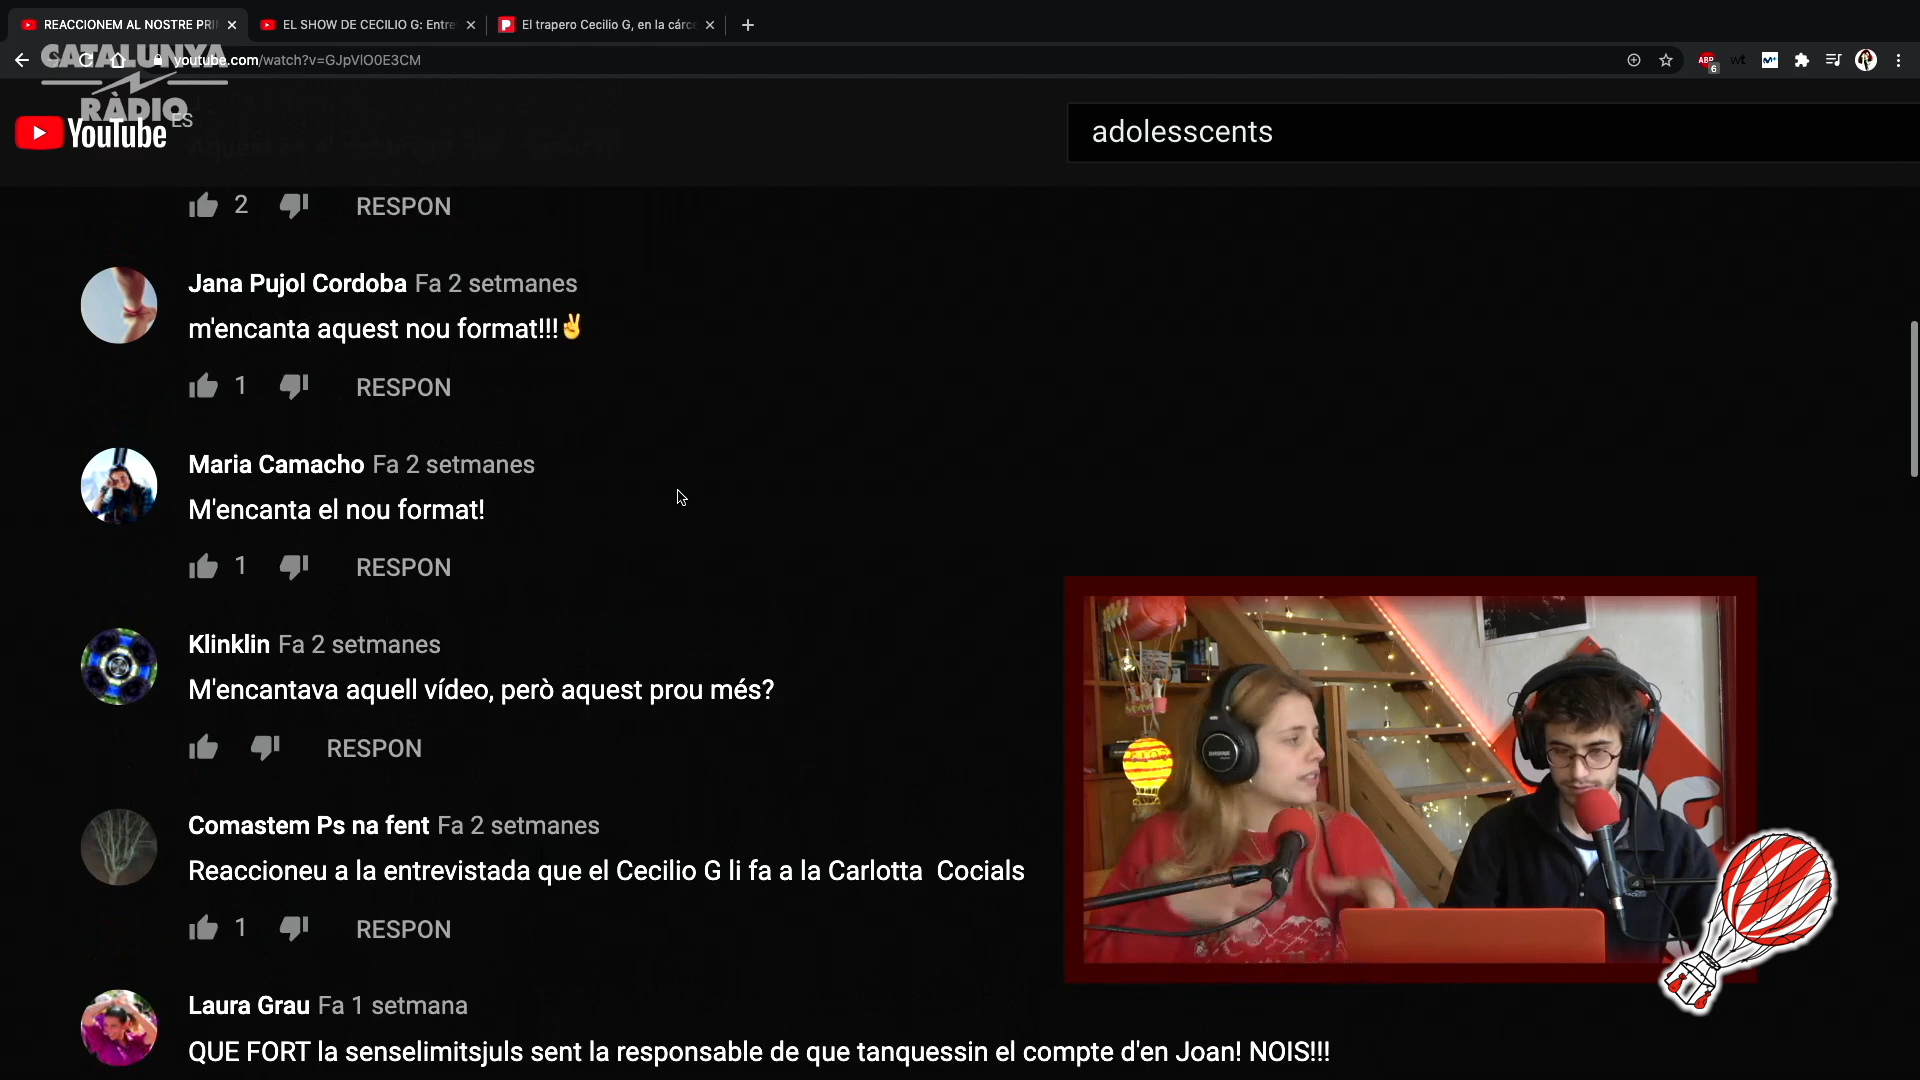 REACCIONEM AL NOSTRE PRI
EL SHOW DE CECILIO G: Entre
El trapero Cecilio G, en la cárce
youtube.com/watch?v=GJpVlO0E3CM
CATALUNYA
RÀDIO
YouTube ES
adolesscents
2 RESPON
Jana Pujol Cordoba Fa 2 setmanes
m'encanta aquest nou format!!!✌
1 RESPON
Maria Camacho Fa 2 setmanes
M'encanta el nou format!
1 RESPON
Klinklin Fa 2 setmanes
M'encantava aquell vídeo, però aquest prou més?
RESPON
Comastem Ps na fent Fa 2 setmanes
Reaccioneu a la entrevistada que el Cecilio G li fa a la Carlotta Cocials
1 RESPON
Laura Grau Fa 1 setmana
QUE FORT la senselimitsjuls sent la responsable de que tanquessin el compte d'en Joan! NOIS!!!
ABP
6
wt